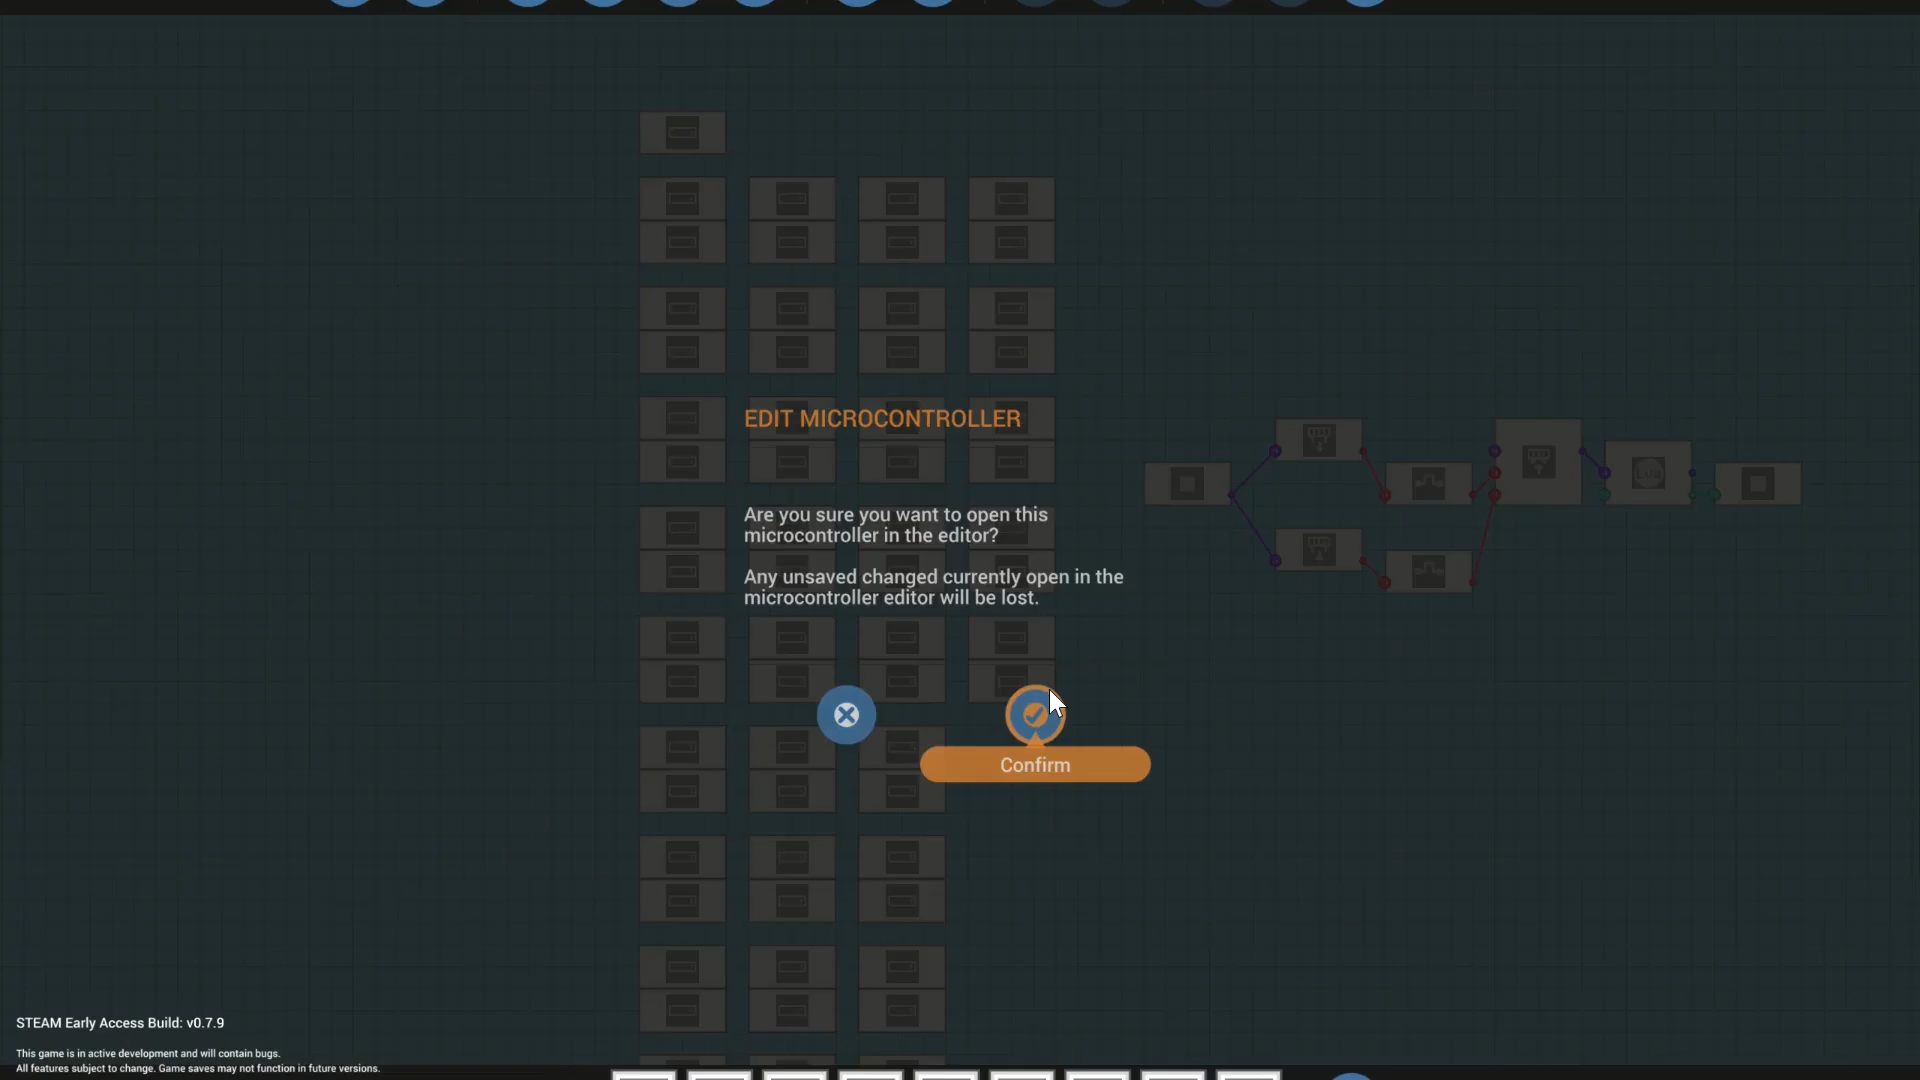 EDIT MICROCONTROLLER
Are you sure you want to open this
microcontroller in the editor?
Any unsaved changed currently open in the
microcontroller editor will be lost.
Confirm
STEAM Early Access Build: v0.7.9
This game is in active development and will contain bugs.
All features subject to change. Game saves may not function in future versions.